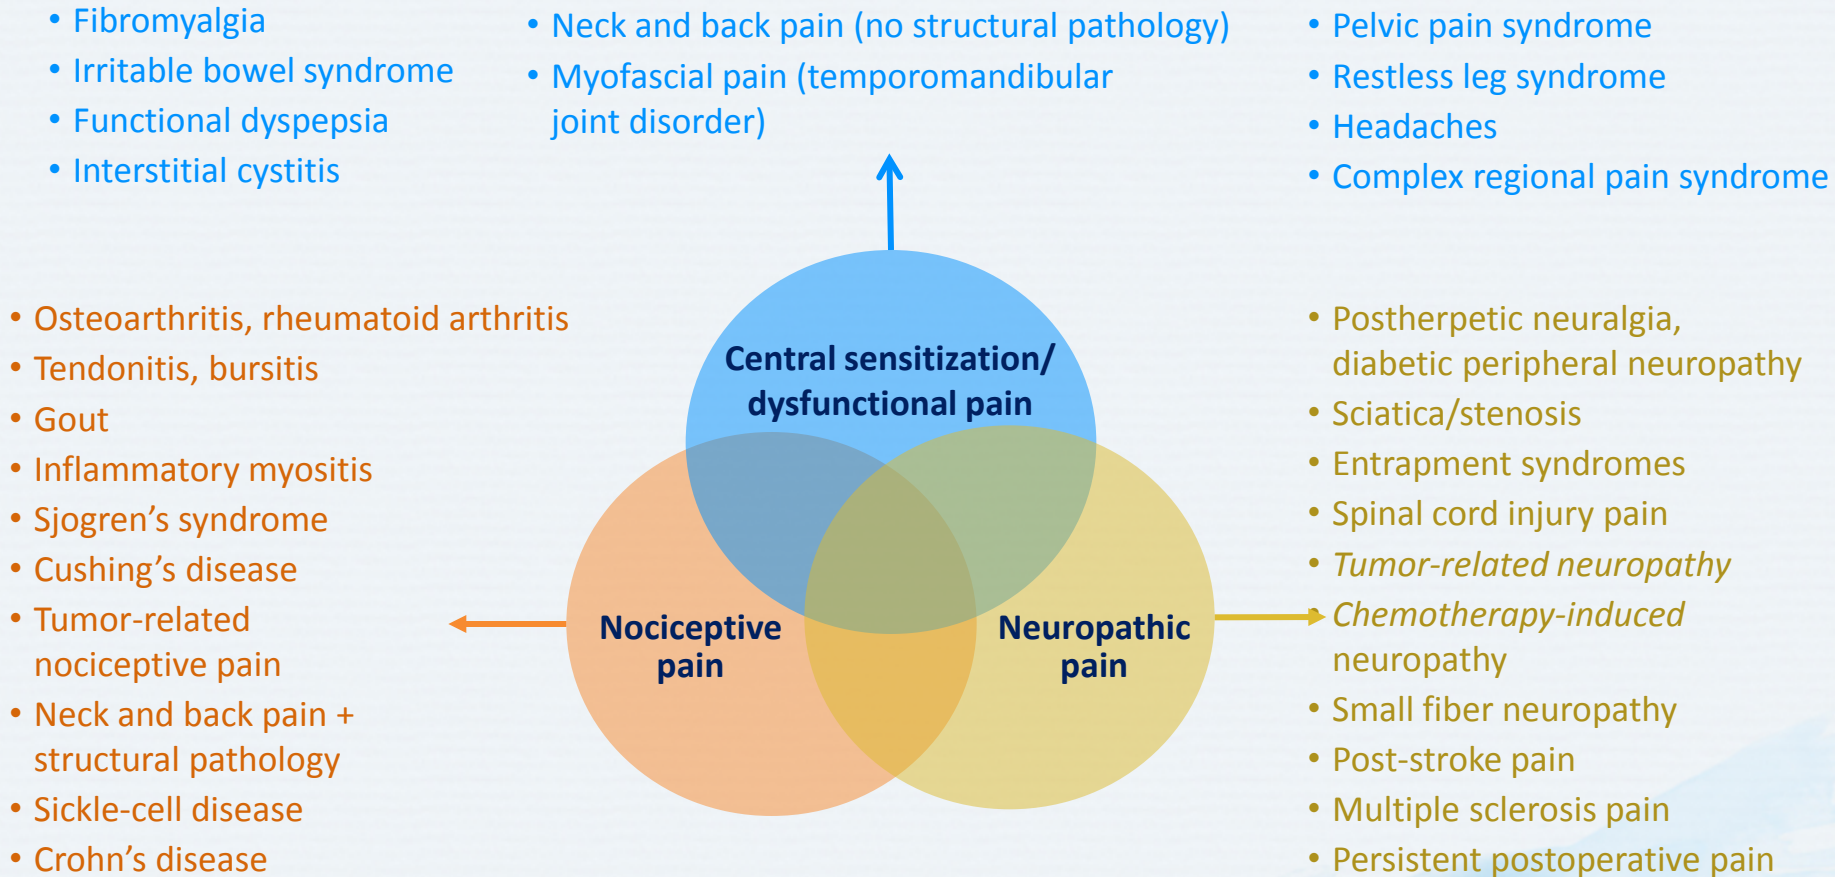 • Fibromyalgia
• Irritable bowel syndrome
• Functional dyspepsia
• Interstitial cystitis
• Neck and back pain (no structural pathology)
• Myofascial pain (temporomandibular
joint disorder)
• Pelvic pain syndrome
• Restless leg syndrome
• Headaches
• Complex regional pain syndrome
• Osteoarthritis, rheumatoid arthritis
• Tendonitis, bursitis
• Gout
• Inflammatory myositis
• Sjogren’s syndrome
• Cushing’s disease
• Tumor-related
nociceptive pain
• Neck and back pain +
structural pathology
• Sickle-cell disease
• Crohn’s disease
Central sensitization/
dysfunctional pain
Nociceptive
pain
Neuropathic
pain
• Postherpetic neuralgia,
diabetic peripheral neuropathy
• Sciatica/stenosis
• Entrapment syndromes
• Spinal cord injury pain
• Tumor-related neuropathy
• Chemotherapy-induced
neuropathy
• Small fiber neuropathy
• Post-stroke pain
• Multiple sclerosis pain
• Persistent postoperative pain